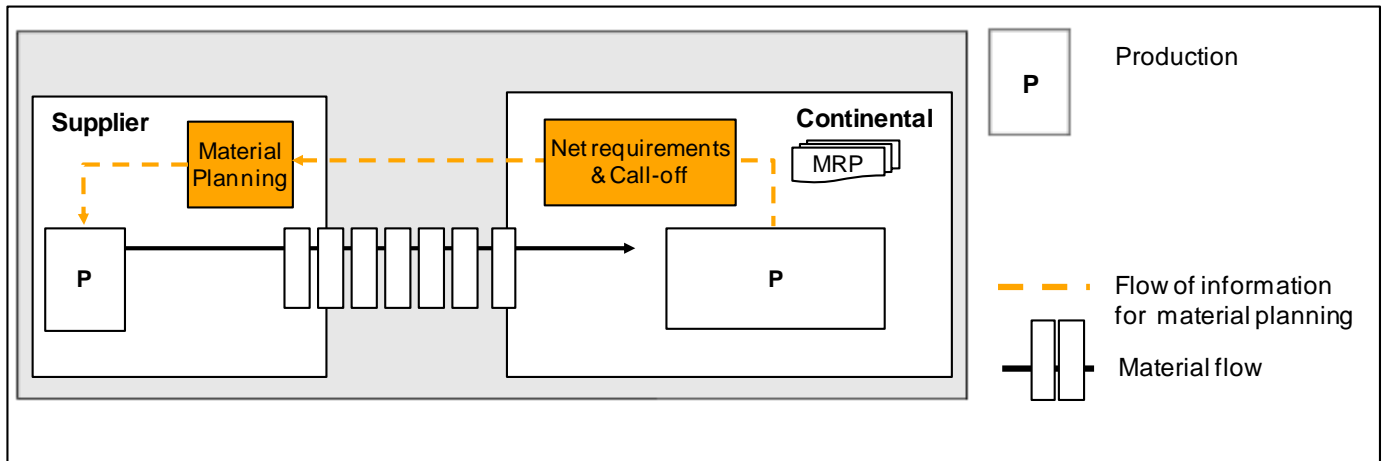 Supplier
Material
Planning
P
Net requirements
& Call-off
Continental
MRP
P
P
Production
Flow of information
for material planning
Material flow